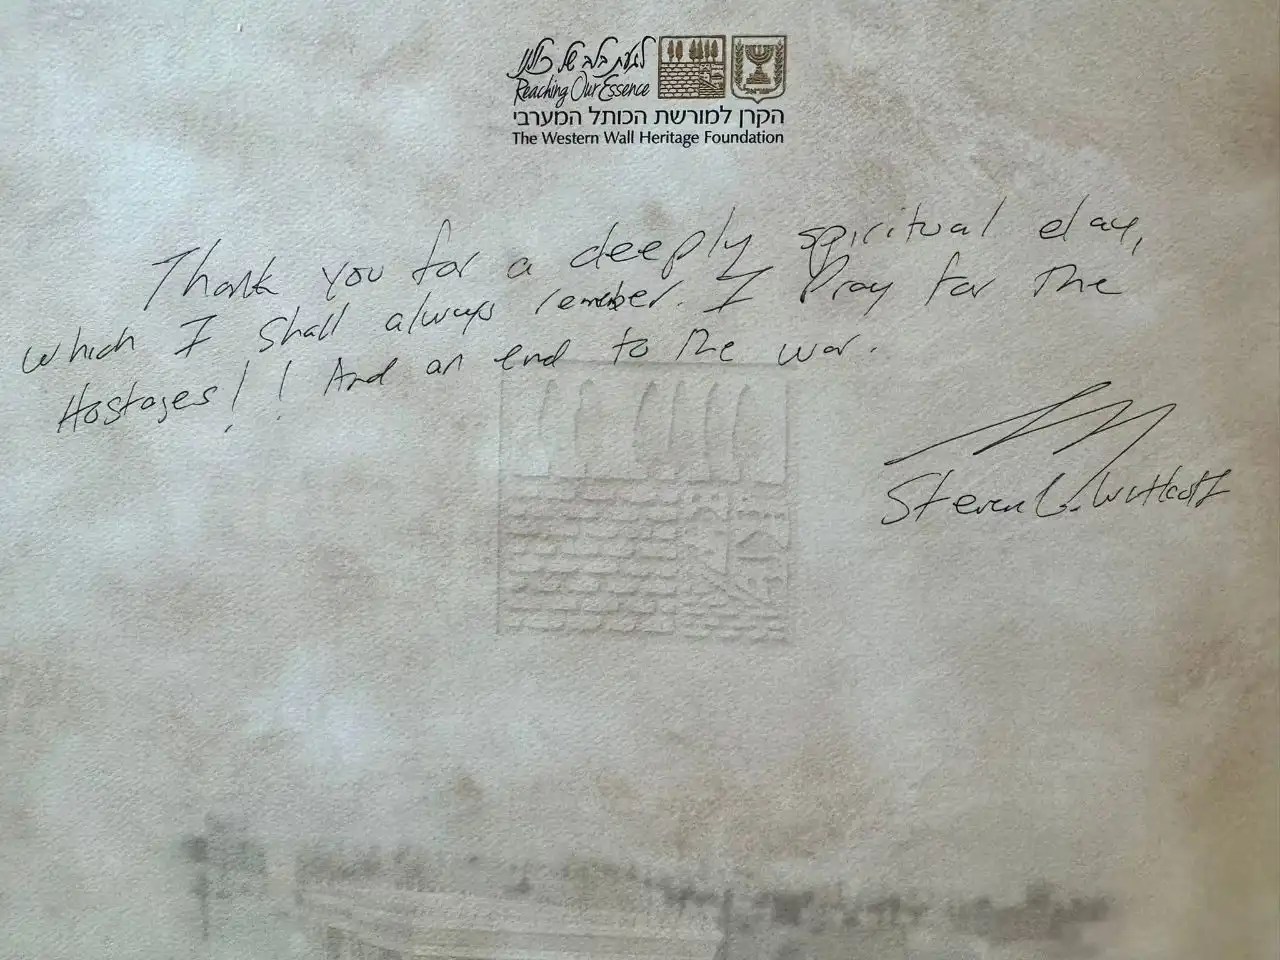 לגעת בלב של כולנו
Reaching Our Essence
הקרן למורשת הכותל המערבי
The Western Wall Heritage Foundation
Thank you for a deeply spiritual day,
which I shall always remember. I Pray for The
Hostages!! And an end to The war.
Steven C. Witkoff